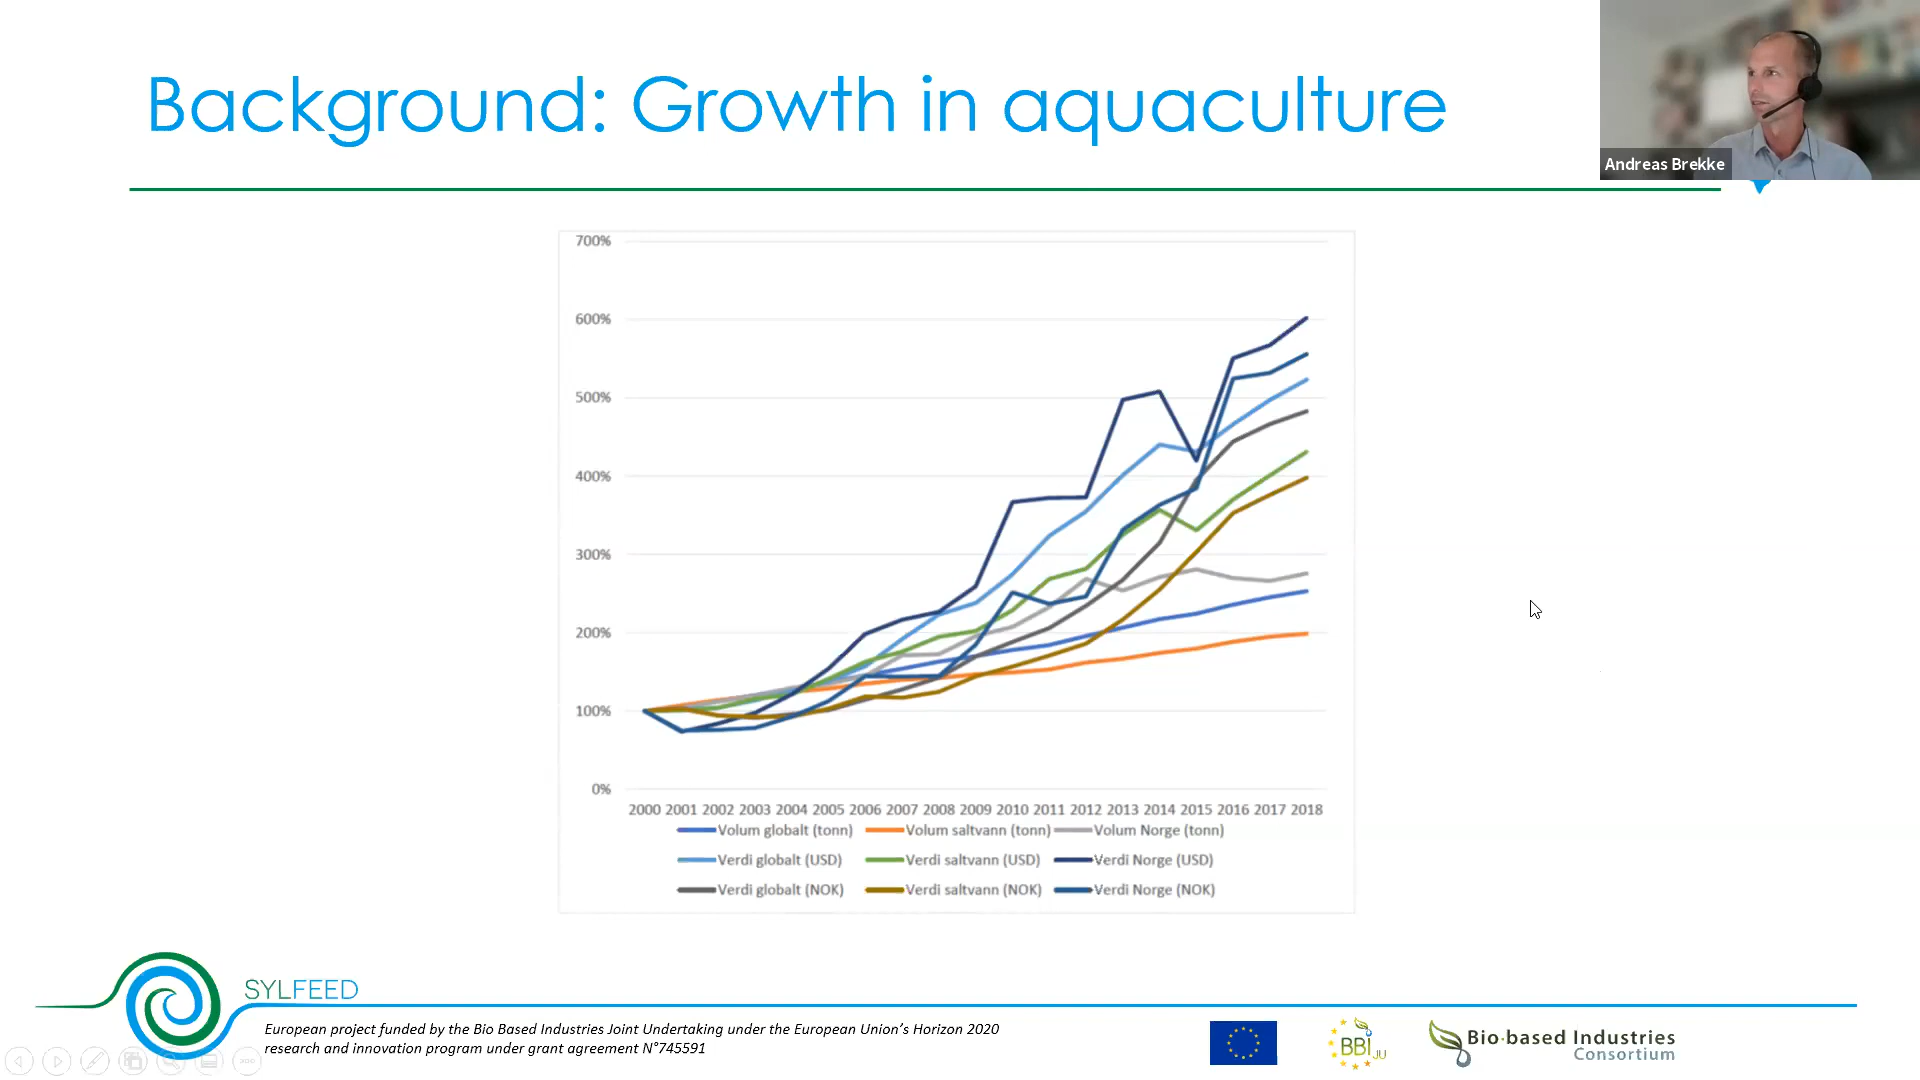 Background: Growth in aquaculture
Andreas Brekke
700%
600%
500%
400%
300%
200%
100%
0%
2000 2001 2002 2003 2004 2005 2006 2007 2008 2009 2010 2011 2012 2013 2014 2015 2016 2017 2018
Volum globalt (tonn) Volum saltvann (tonn) Volum Norge (tonn)
Verdi globalt (USD) Verdi saltvann (USD) Verdi Norge (USD)
Verdi globalt (NOK) Verdi saltvann (NOK) Verdi Norge (NOK)
SYLFEED
European project funded by the Bio Based Industries Joint Undertaking under the European Union's Horizon 2020
research and innovation program under grant agreement N°745591
BBI JU
Bio-based Industries
Consortium